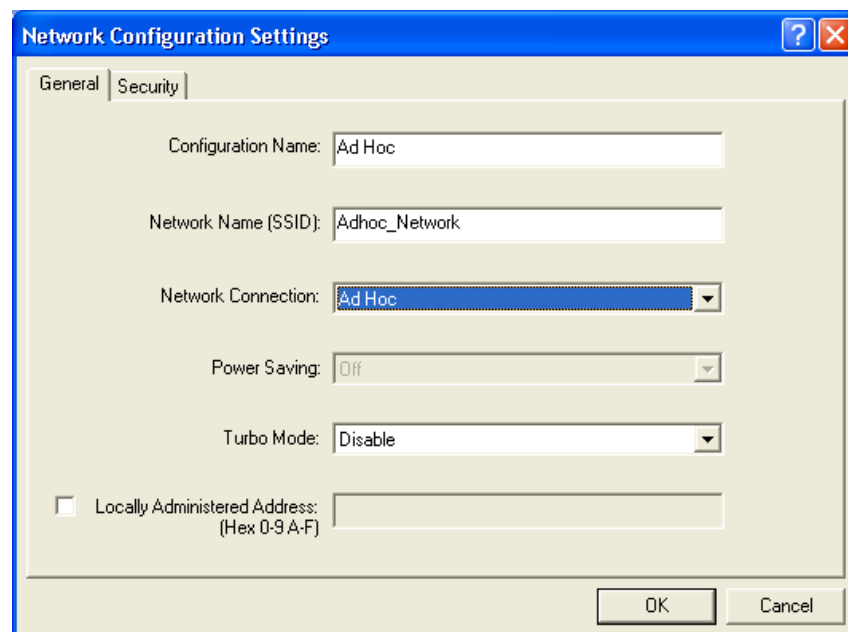 Network Configuration Settings
General
Security
Configuration Name: Ad Hoc
Network Name (SSID): Adhoc_Network
Network Connection: Ad Hoc
Power Saving: Off
Turbo Mode: Disable
Locally Administered Address:
(Hex 0-9 A-F)
OK
Cancel